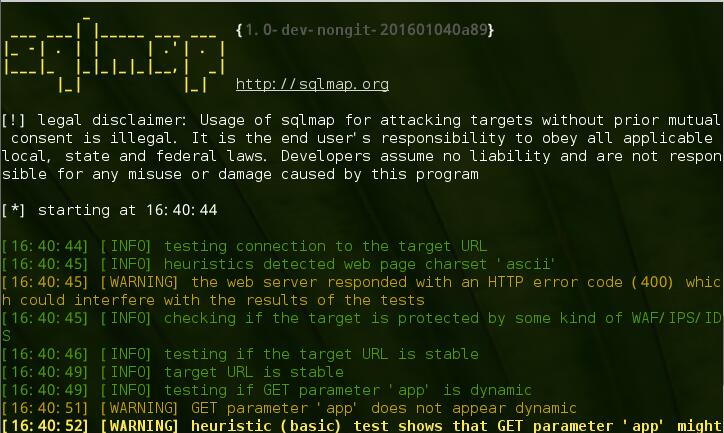 {1.0-dev-nongit-201601040a89}
http://sqlmap.org
[!] legal disclaimer: Usage of sqlmap for attacking targets without prior mutual
consent is illegal. It is the end user's responsibility to obey all applicable
local, state and federal laws. Developers assume no liability and are not respon
sible for any misuse or damage caused by this program
[*] starting at 16:40:44
[16:40:44] [INFO] testing connection to the target URL
[16:40:45] [INFO] heuristics detected web page charset 'ascii'
[16:40:45] [WARNING] the web server responded with an HTTP error code (400) whic
h could interfere with the results of the tests
[16:40:45] [INFO] checking if the target is protected by some kind of WAF/IPS/ID
S
[16:40:46] [INFO] testing if the target URL is stable
[16:40:49] [INFO] target URL is stable
[16:40:49] [INFO] testing if GET parameter 'app' is dynamic
[16:40:51] [WARNING] GET parameter 'app' does not appear dynamic
[16:40:52] [WARNING] heuristic (basic) test shows that GET parameter 'app' might